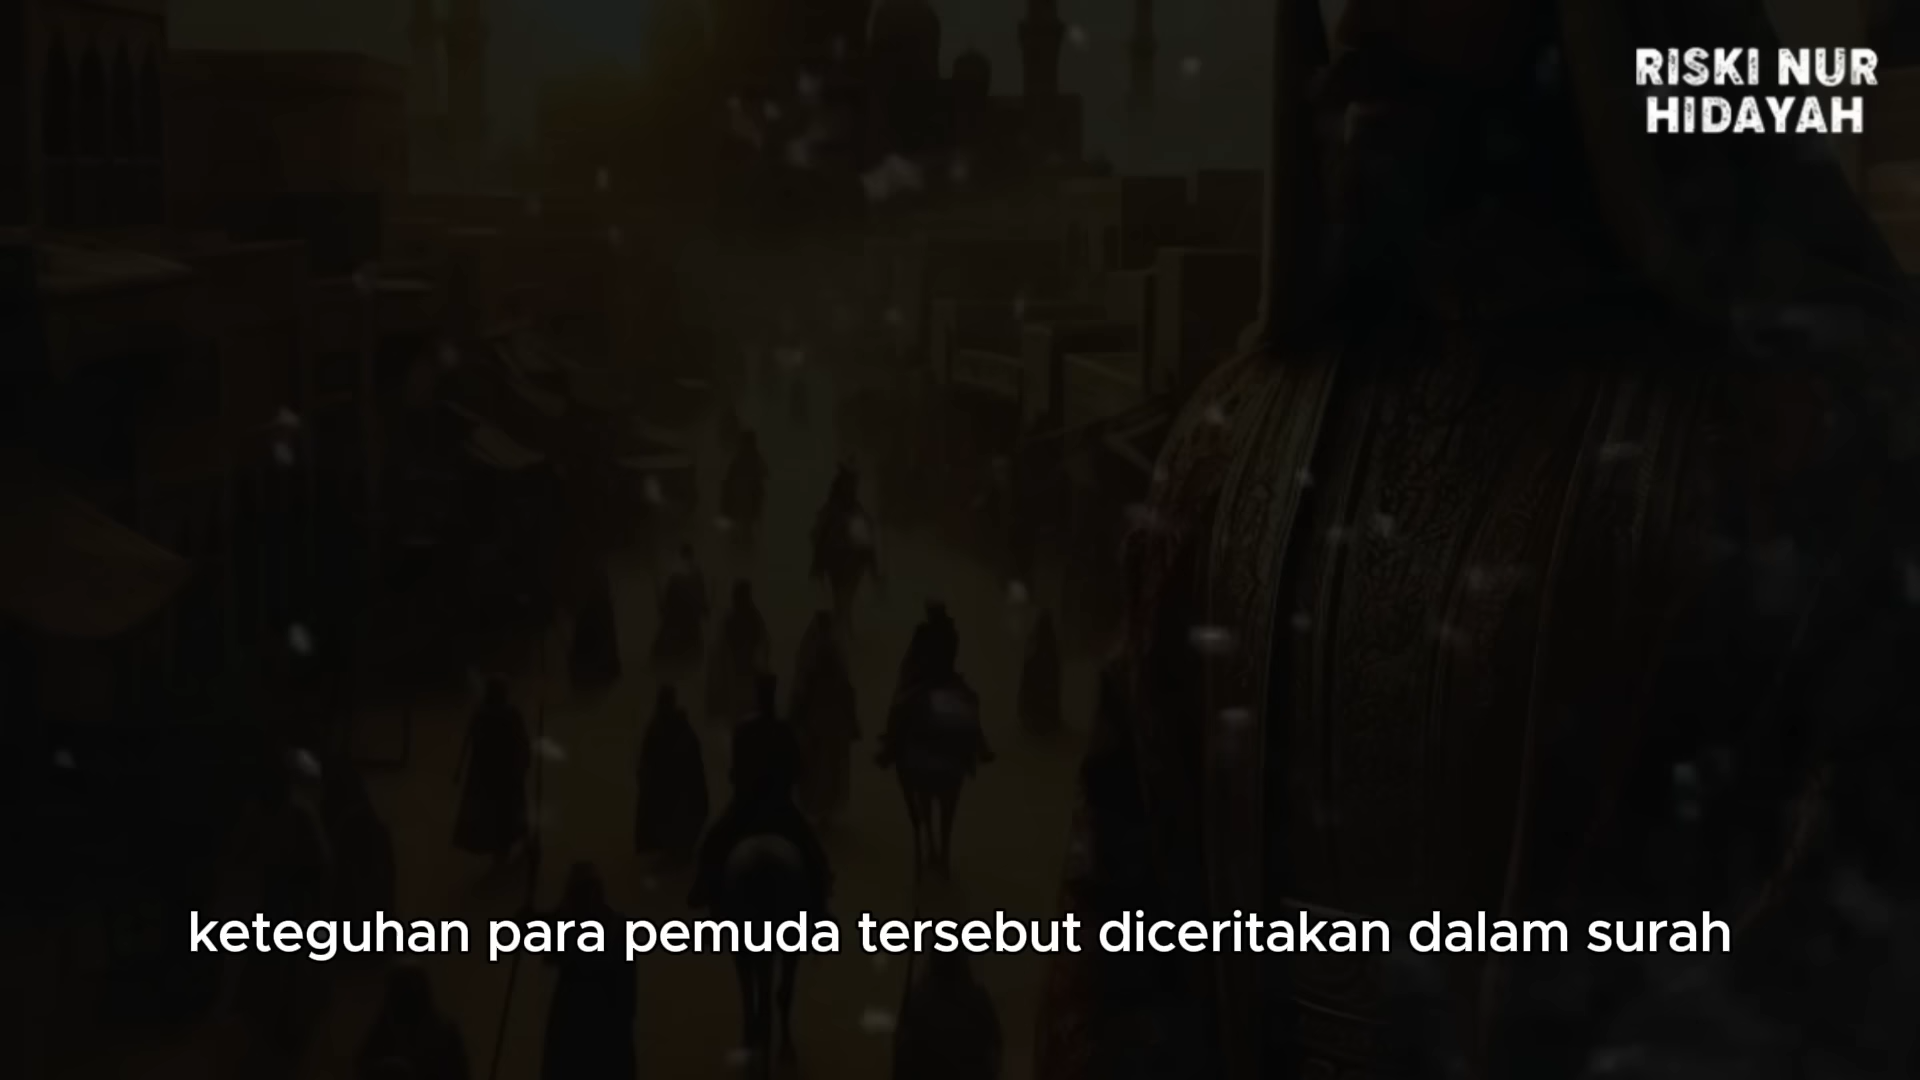 RISKI NUR
HIDAYAH
keteguhan para pemuda tersebut diceritakan dalam surah